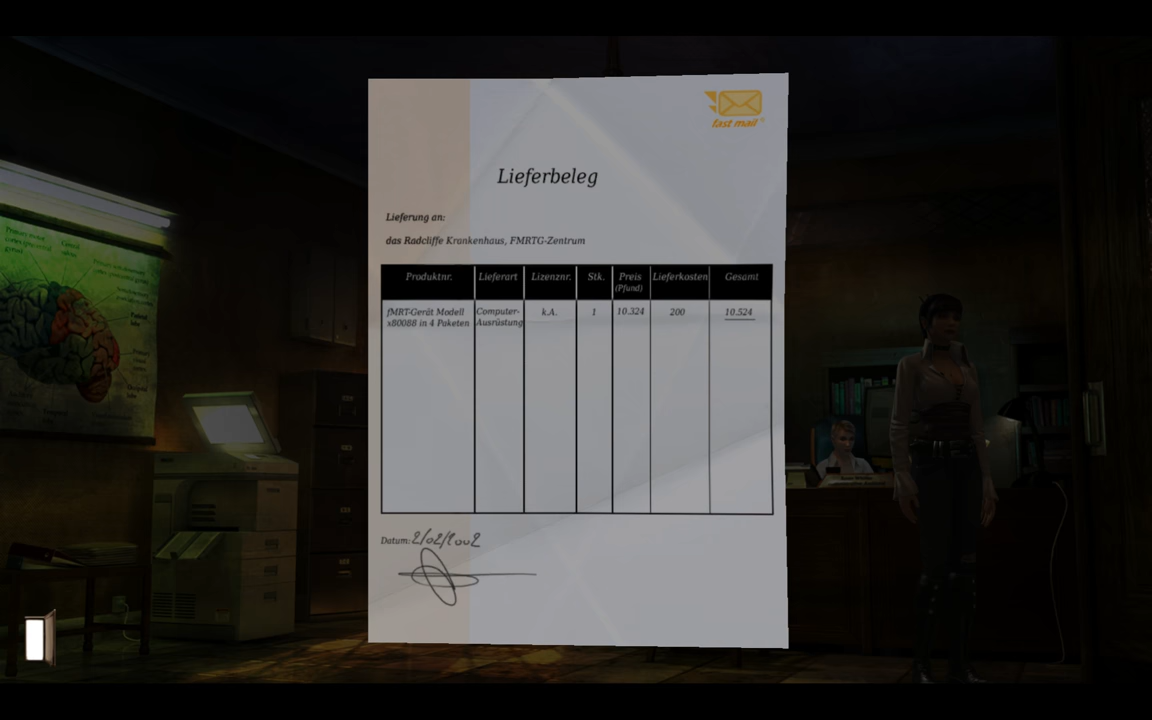 fast mail
Lieferbeleg
Lieferung an:
das Radcliffe Krankenhaus, FMRTG-Zentrum
Produktnr. Lieferart Lizenznr. Stk. Preis (Pfund) Lieferkosten Gesamt
fMRT-Gerät Modell Computer- k.A. 1 10.324 200 10.524
x80086 in 4 Paketen Ausrüstung
Datum: 2/02/2002